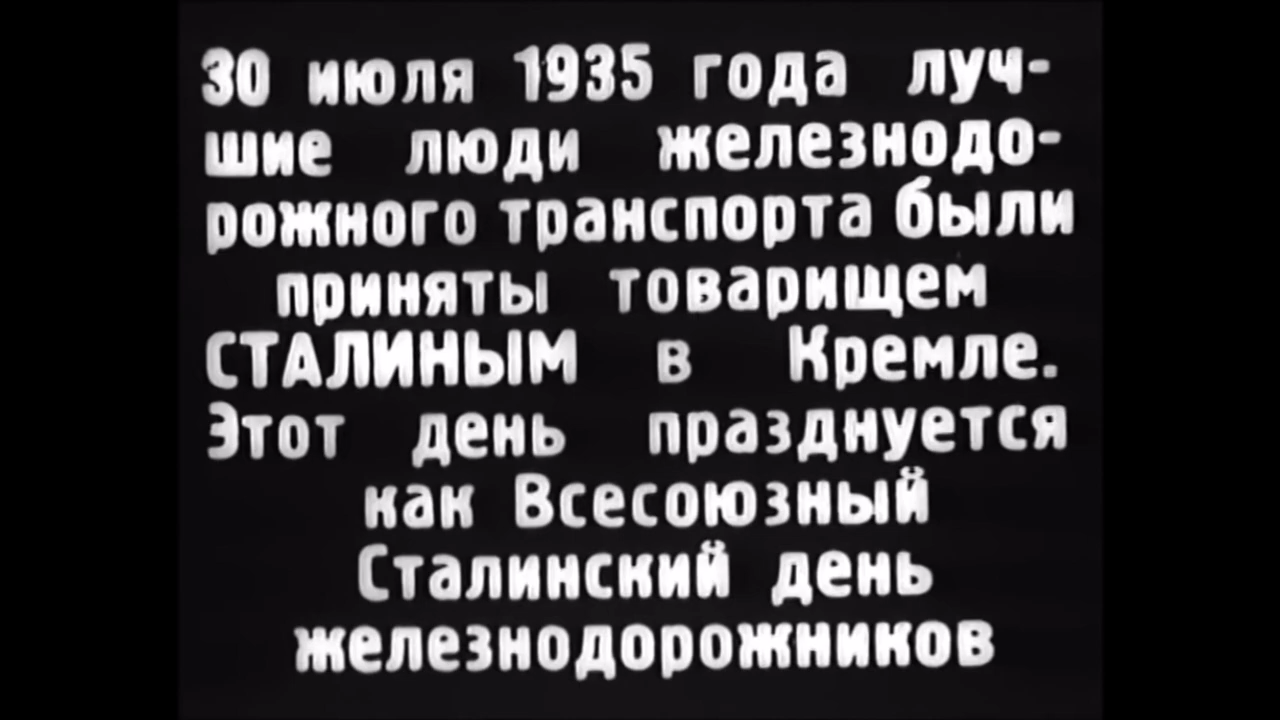 30 июля 1935 года луч-
шие люди железнодо-
рожного транспорта были
приняты товарищем
СТАЛИНЫМ в Кремле.
Этот день празднуется
как Всесоюзный
Сталинский день
железнодорожников